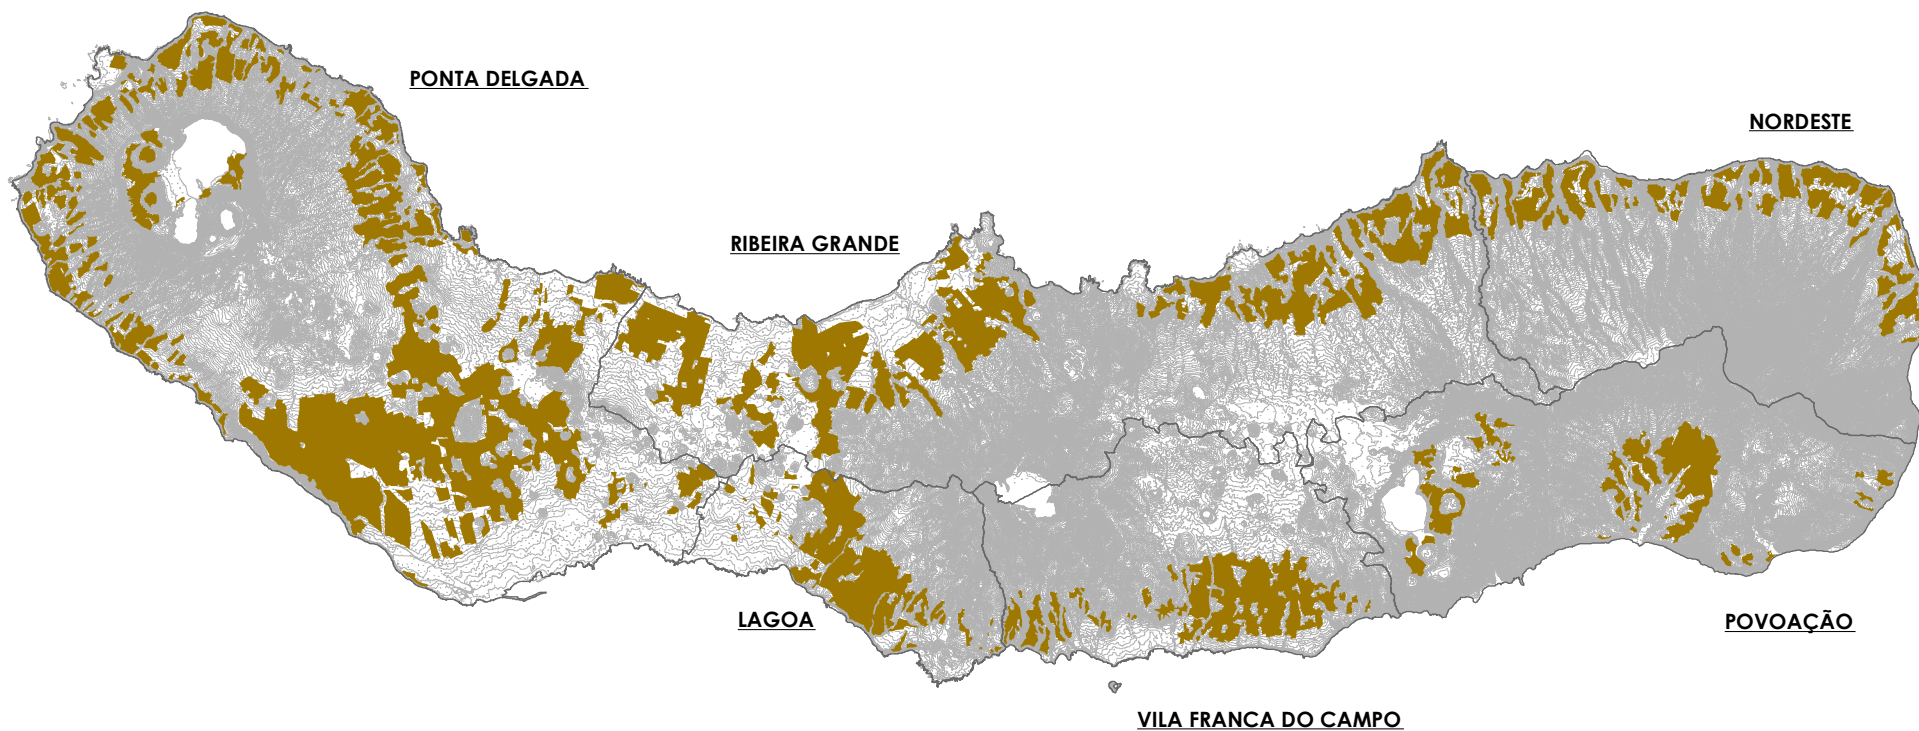 PONTA DELGADA
NORDESTE
RIBEIRA GRANDE
LAGOA
POVOAÇÃO
VILA FRANCA DO CAMPO